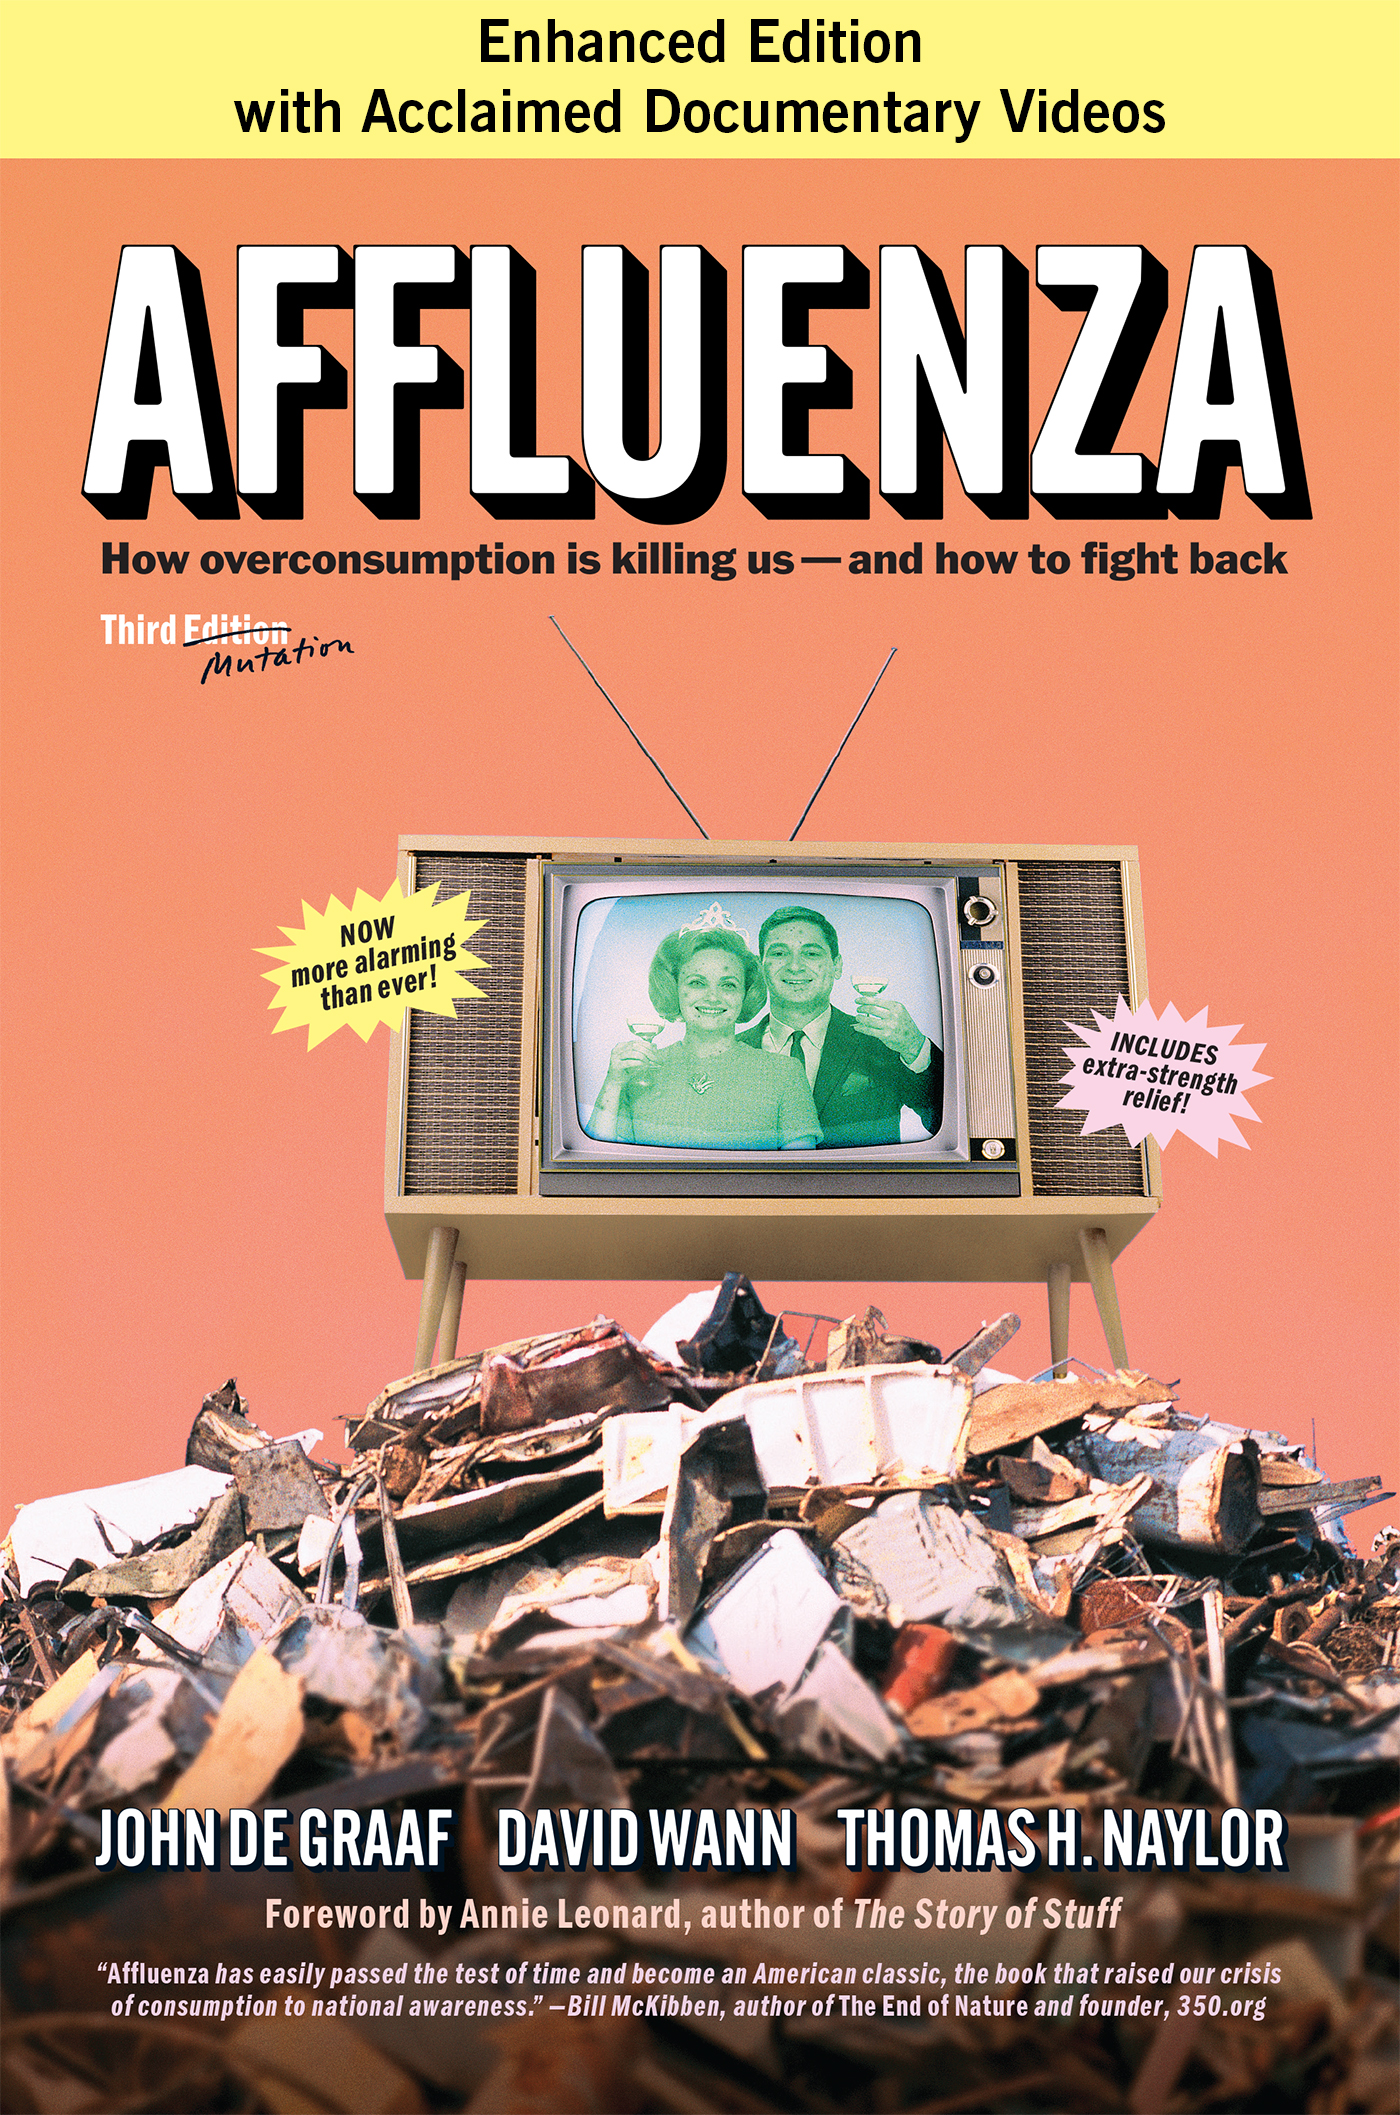 Enhanced Edition
with Acclaimed Documentary Videos
AFFLUENZA
How overconsumption is killing us—and how to fight back
Third Edition
Mutation
NOW
more alarming
than ever!
INCLUDES
extra-strength
relief!
JOHN DE GRAAF DAVID WANN THOMAS H. NAYLOR
Foreword by Annie Leonard, author of The Story of Stuff
“Affluenza has easily passed the test of time and become an American classic, the book that raised our crisis
of consumption to national awareness.” —Bill McKibben, author of The End of Nature and founder, 350.org